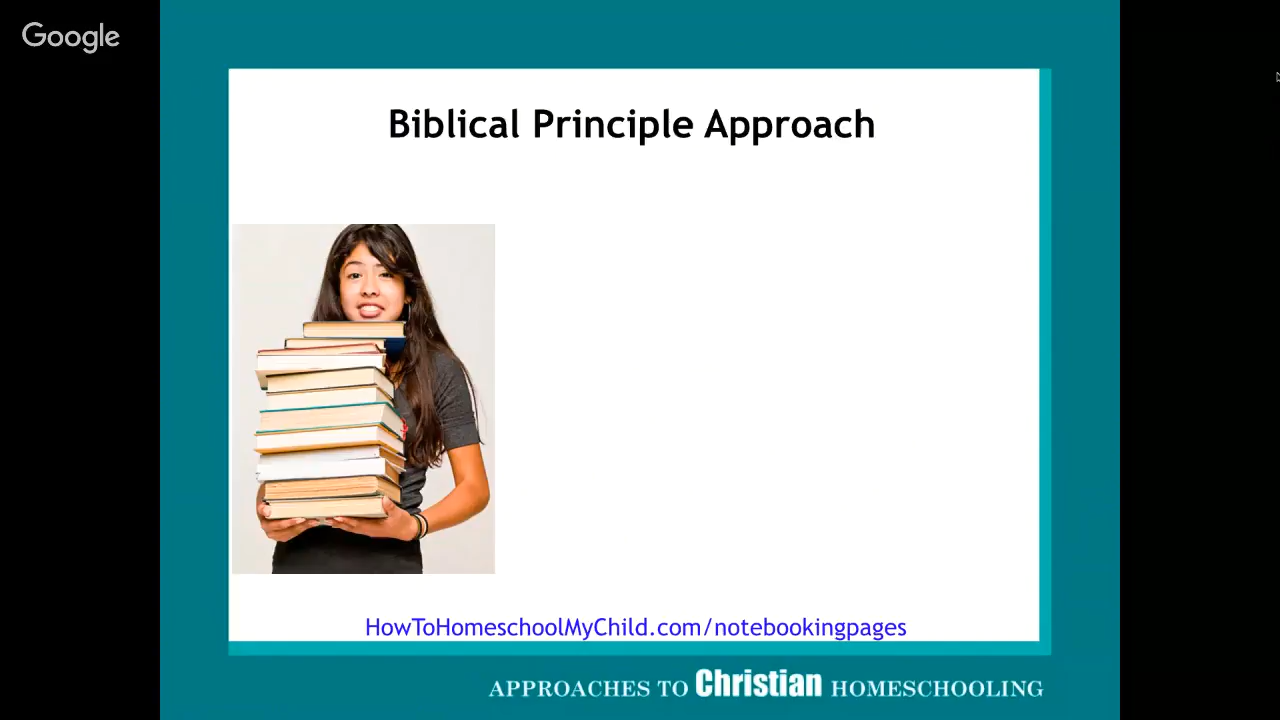 Google
Biblical Principle Approach
HowToHomeschoolMyChild.com/notebookingpages
APPROACHES TO Christian HOMESCHOOLING